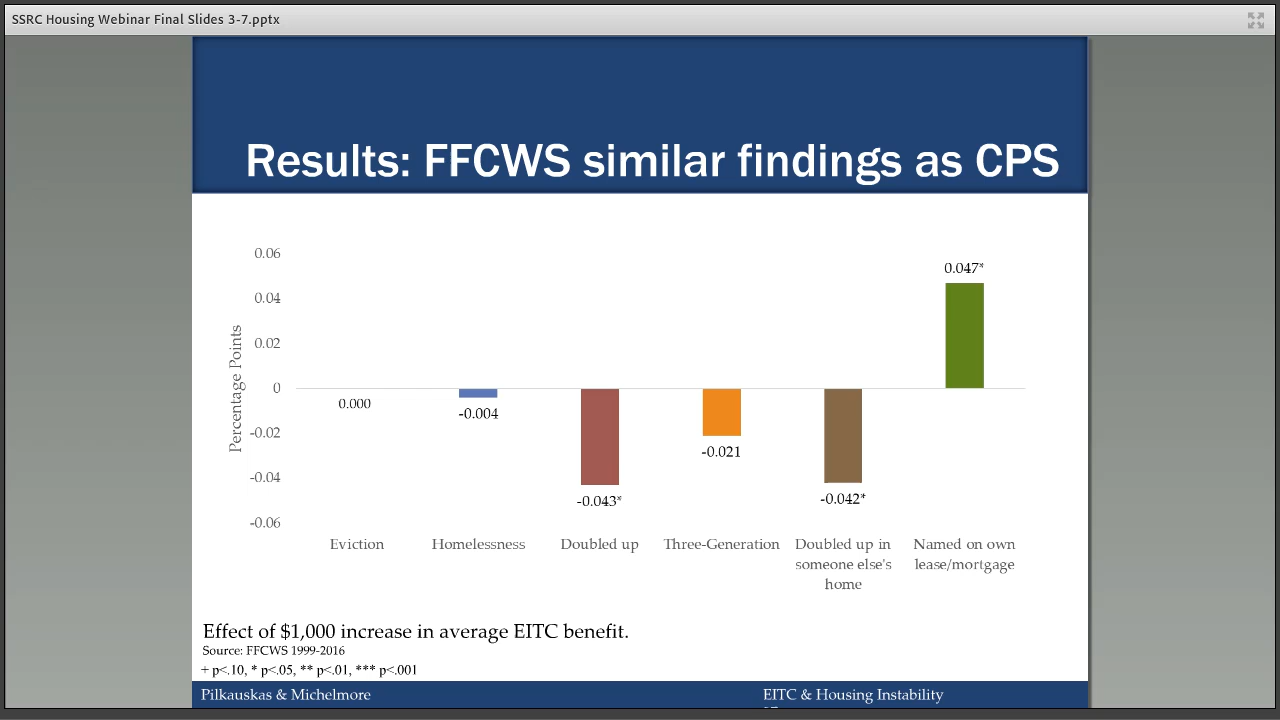 SSRC Housing Webinar Final Slides 3-7.pptx
Results: FFCWS similar findings as CPS
0.06
0.04
0.02
0
-0.02
-0.04
-0.06
Percentage Points
0.000
-0.004
-0.043*
-0.021
-0.042*
0.047*
Eviction
Homelessness
Doubled up
Three-Generation
Doubled up in
someone else's
home
Named on own
lease/mortgage
Effect of $1,000 increase in average EITC benefit.
Source: FFCWS 1999-2016
+ p<.10, * p<.05, ** p<.01, *** p<.001
Pilkauskas & Michelmore
EITC & Housing Instability